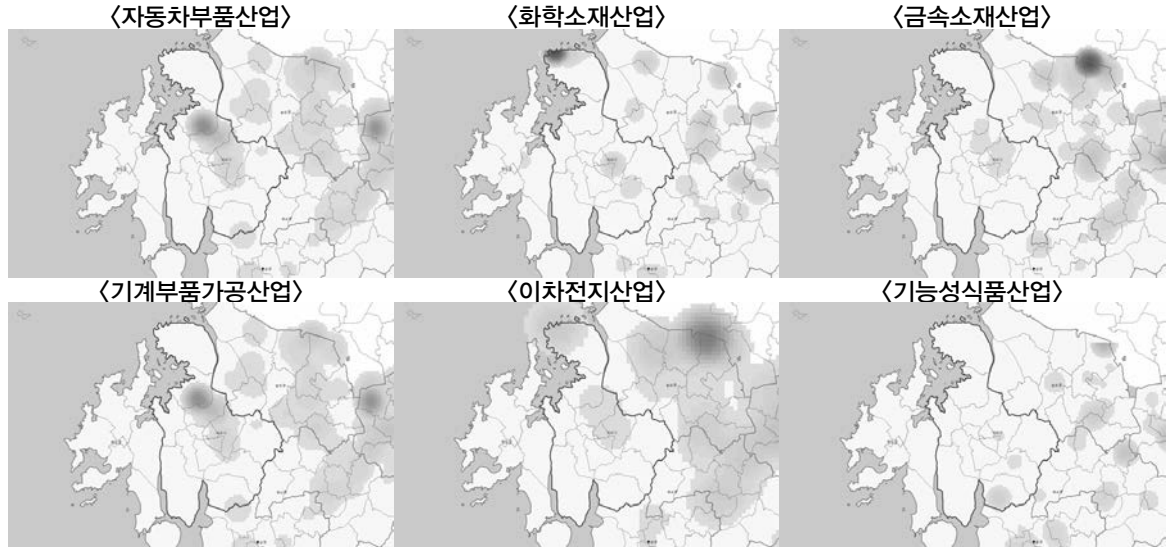 〈자동차부품산업〉
〈화학소재산업〉
〈금속소재산업〉
〈기계부품가공산업〉
〈이차전지산업〉
〈기능성식품산업〉